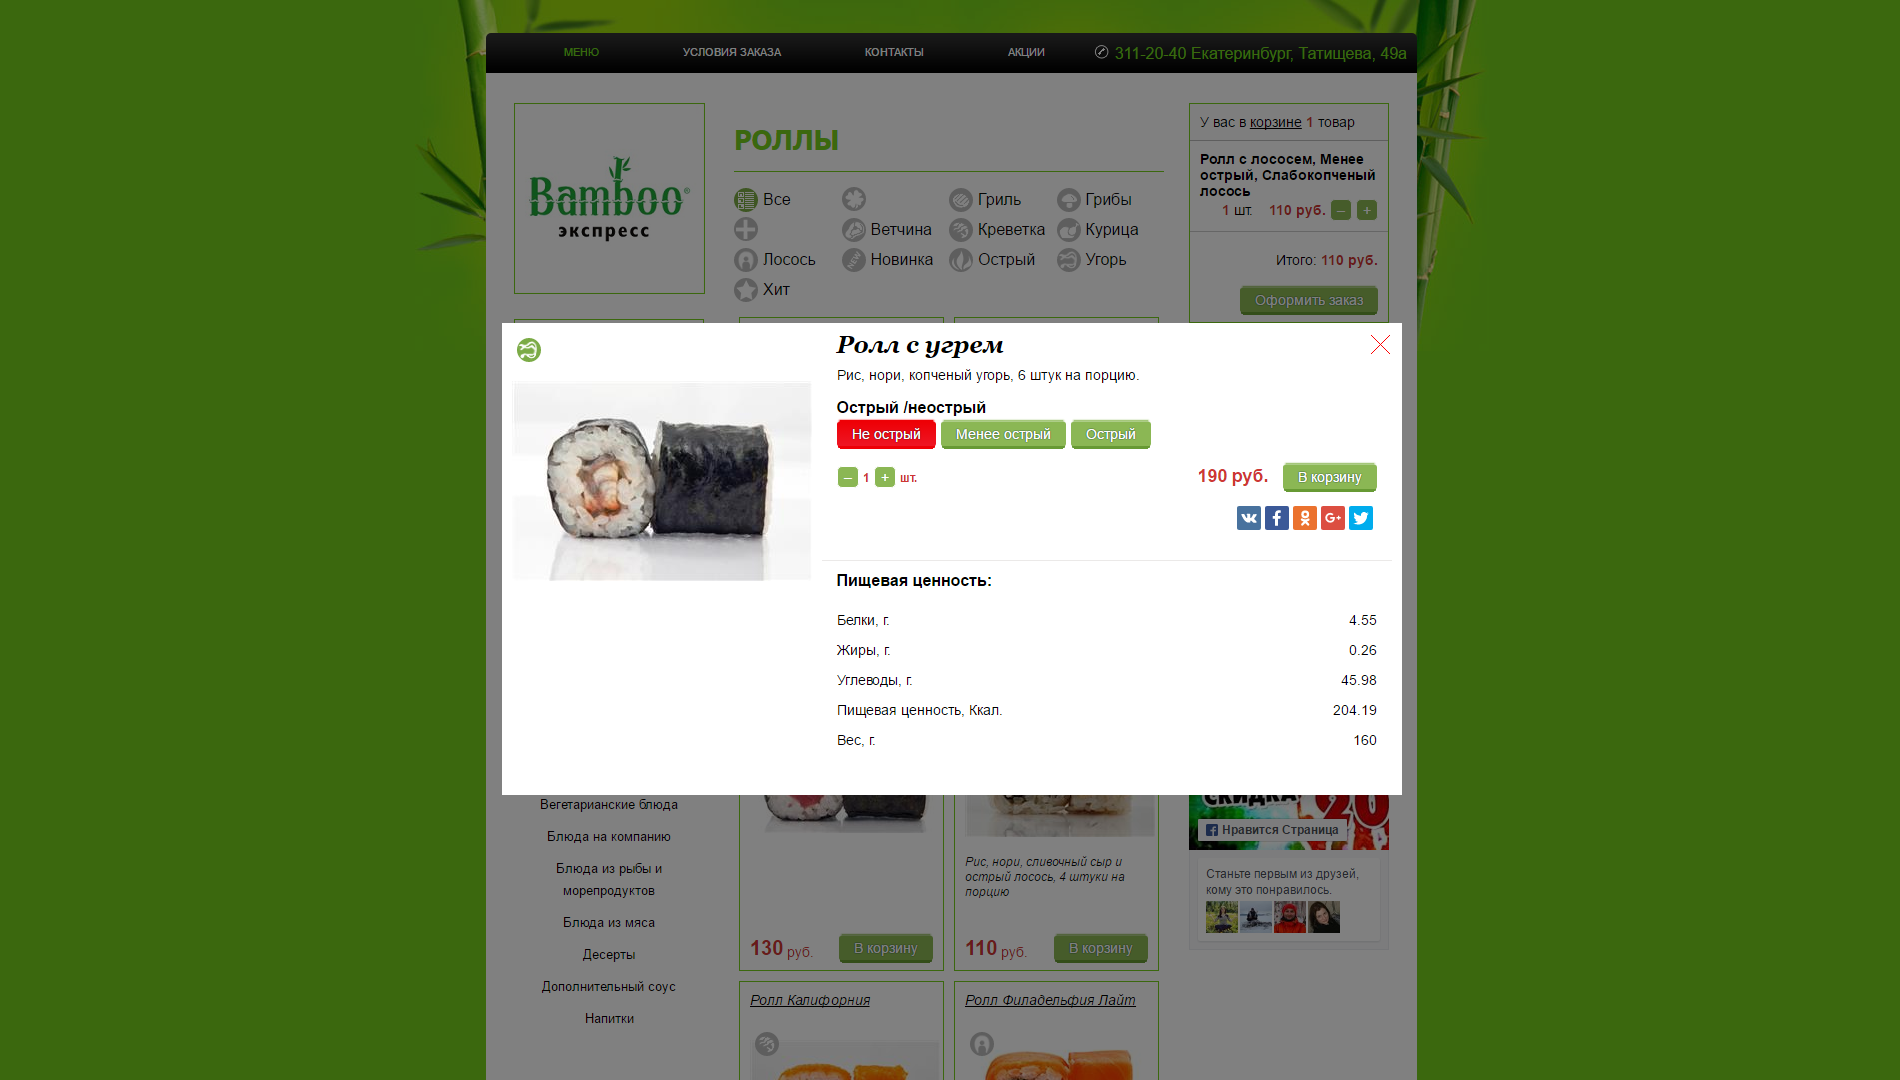 МЕНЮ
УСЛОВИЯ ЗАКАЗА
КОНТАКТЫ
АКЦИИ
311-20-40 Екатеринбург, Татищева, 49а
Bamboo®
экспресс
РОЛЛЫ
Все
Гриль
Грибы
Ветчина
Креветка
Курица
Лосось
Новинка
Острый
Угорь
Хит
У вас в корзине 1 товар
Ролл с лососем, Менее
острый, Слабокопченый
лосось
1 шт. 110 руб. – +
Итого: 110 руб.
Оформить заказ
Ролл с угрем
Рис, нори, копченый угорь, 6 штук на порцию.
Острый /неострый
Не острый
Менее острый
Острый
– 1 + шт.
190 руб.
В корзину
G+
Пищевая ценность:
Белки, г. 4.55
Жиры, г. 0.26
Углеводы, г. 45.98
Пищевая ценность, Ккал. 204.19
Вес, г. 160
Вегетарианские блюда
Блюда на компанию
Блюда из рыбы и
морепродуктов
Блюда из мяса
Десерты
Дополнительный соус
Напитки
130 руб.
В корзину
Рис, нори, сливочный сыр и
острый лосось, 4 штуки на
порцию
110 руб.
В корзину
Ролл Калифорния
Ролл Филадельфия Лайт
СКИДКА
20
Нравится Страница
Станьте первым из друзей,
кому это понравилось.